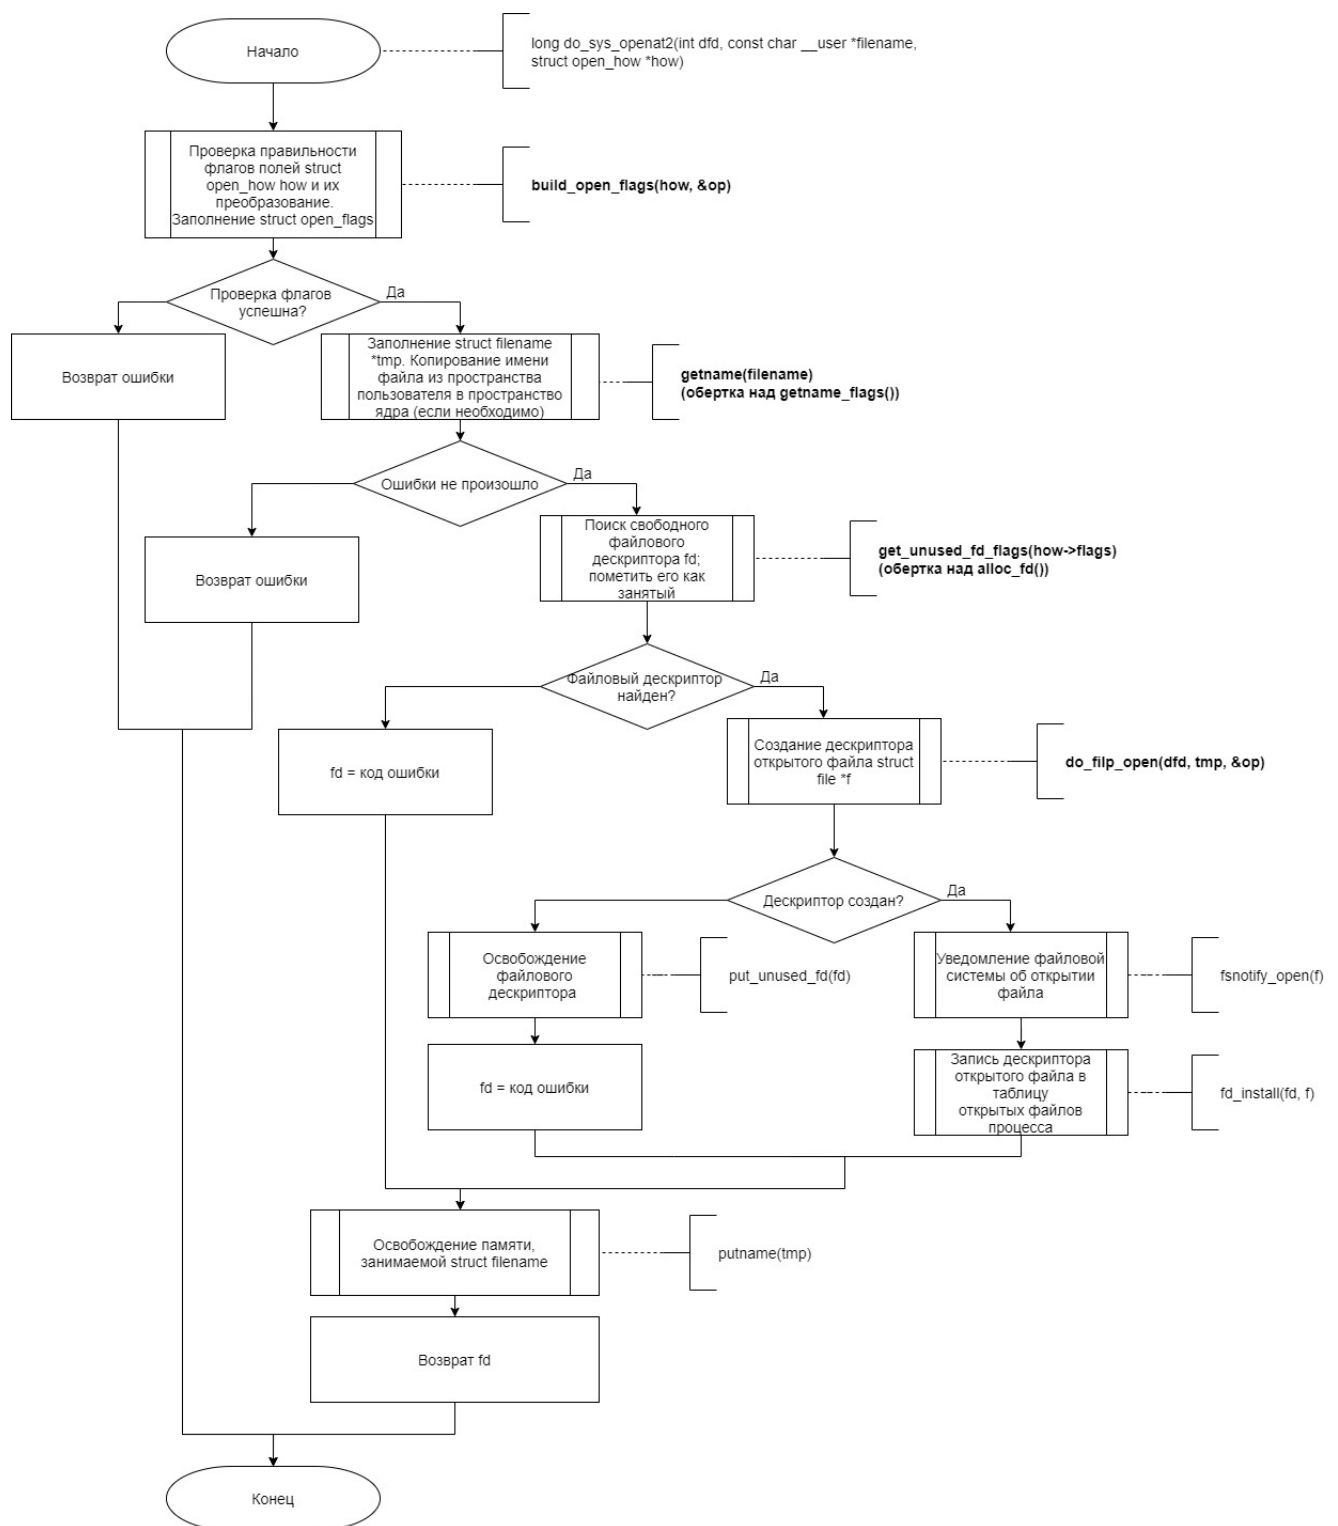 Начало
long do_sys_openat2(int dfd, const char __user *filename,
struct open_how *how)
Проверка правильности
флагов полей struct
open_how how и их
преобразование.
Заполнение struct open_flags
build_open_flags(how, &op)
Проверка флагов
успешна?
Да
Возврат ошибки
Заполнение struct filename
*tmp. Копирование имени
файла из пространства
пользователя в пространство
ядра (если необходимо)
getname(filename)
(обертка над getname_flags())
Ошибки не произошло
Да
Возврат ошибки
Поиск свободного
файлового
дескриптора fd;
пометить его как
занятый
get_unused_fd_flags(how->flags)
(обертка над alloc_fd())
Файловый дескриптор
найден?
Да
fd = код ошибки
Создание дескриптора
открытого файла struct
file *f
do_filp_open(dfd, tmp, &op)
Дескриптор создан?
Да
Освобождение
файлового
дескриптора
put_unused_fd(fd)
Уведомление файловой
системы об открытии
файла
fsnotify_open(f)
fd = код ошибки
Запись дескриптора
открытого файла в
таблицу
открытых файлов
процесса
fd_install(fd, f)
Освобождение памяти,
занимаемой struct filename
putname(tmp)
Возврат fd
Конец